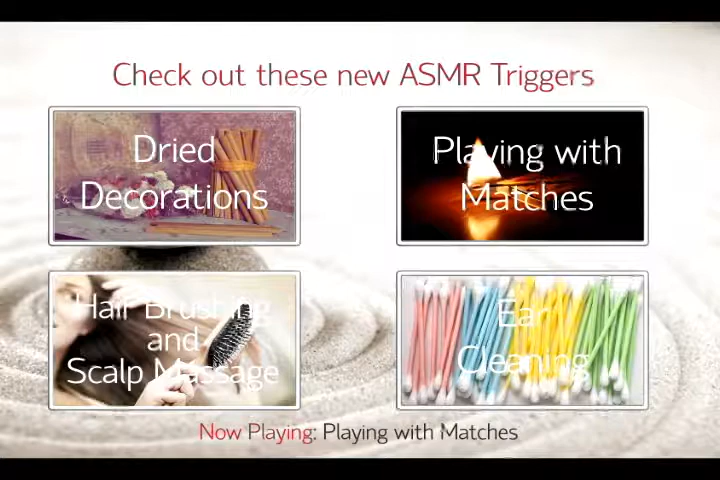 Check out these new ASMR Triggers
Dried
Decorations
Playing with
Matches
Hair Brushing
and
Scalp Massage
Ear
Cleaning
Now Playing: Playing with Matches